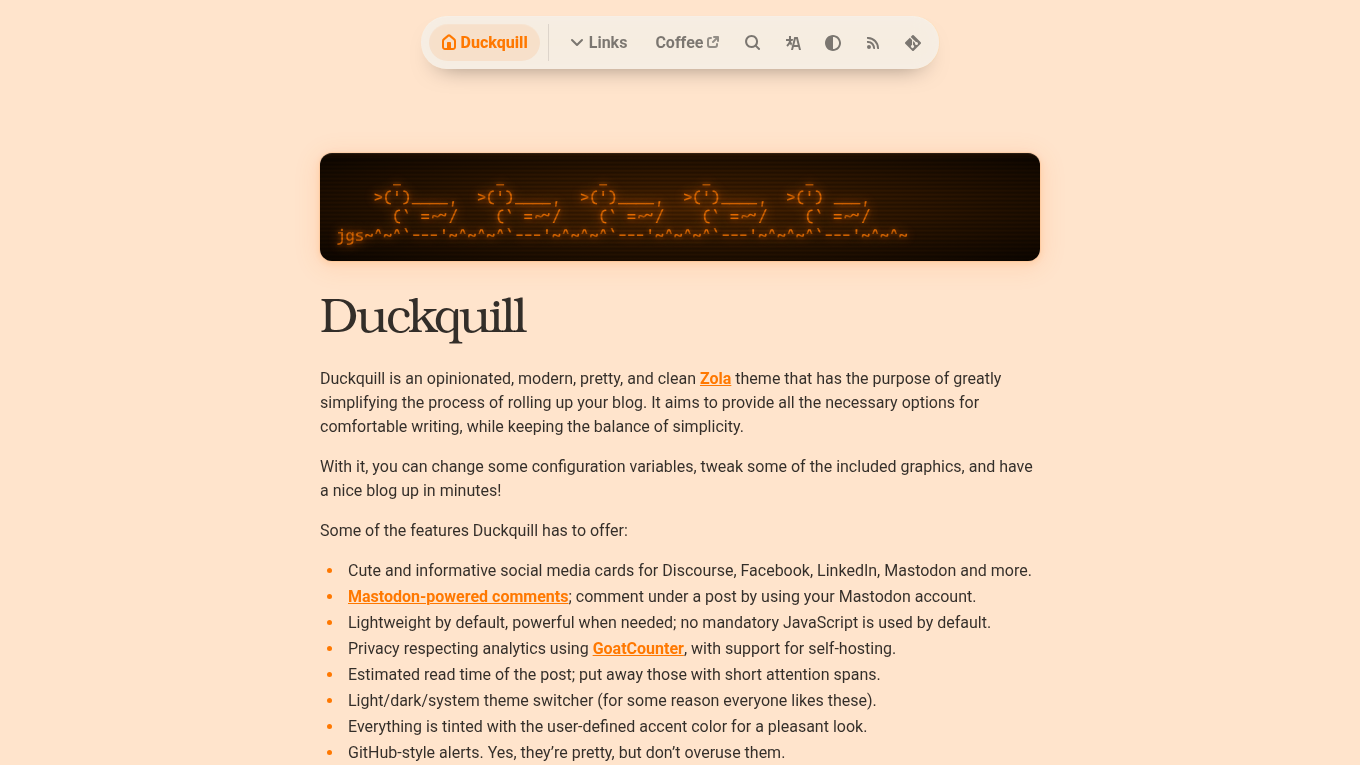 Duckquill
Links
Coffee
      _          _          _          _          _
    >(')____,  >(')____,  >(')____,  >(')____,  >(') ___,
      (` =~~/    (` =~~/    (` =~~/    (` =~~/    (` =~~/
jgs~^~^`---'~^~^~^`---'~^~^~^`---'~^~^~^`---'~^~^~^`---'~^~^~
Duckquill
Duckquill is an opinionated, modern, pretty, and clean Zola theme that has the purpose of greatly
simplifying the process of rolling up your blog. It aims to provide all the necessary options for
comfortable writing, while keeping the balance of simplicity.
With it, you can change some configuration variables, tweak some of the included graphics, and have
a nice blog up in minutes!
Some of the features Duckquill has to offer:
• Cute and informative social media cards for Discourse, Facebook, LinkedIn, Mastodon and more.
• Mastodon-powered comments; comment under a post by using your Mastodon account.
• Lightweight by default, powerful when needed; no mandatory JavaScript is used by default.
• Privacy respecting analytics using GoatCounter, with support for self-hosting.
• Estimated read time of the post; put away those with short attention spans.
• Light/dark/system theme switcher (for some reason everyone likes these).
• Everything is tinted with the user-defined accent color for a pleasant look.
• GitHub-style alerts. Yes, they’re pretty, but don’t overuse them.